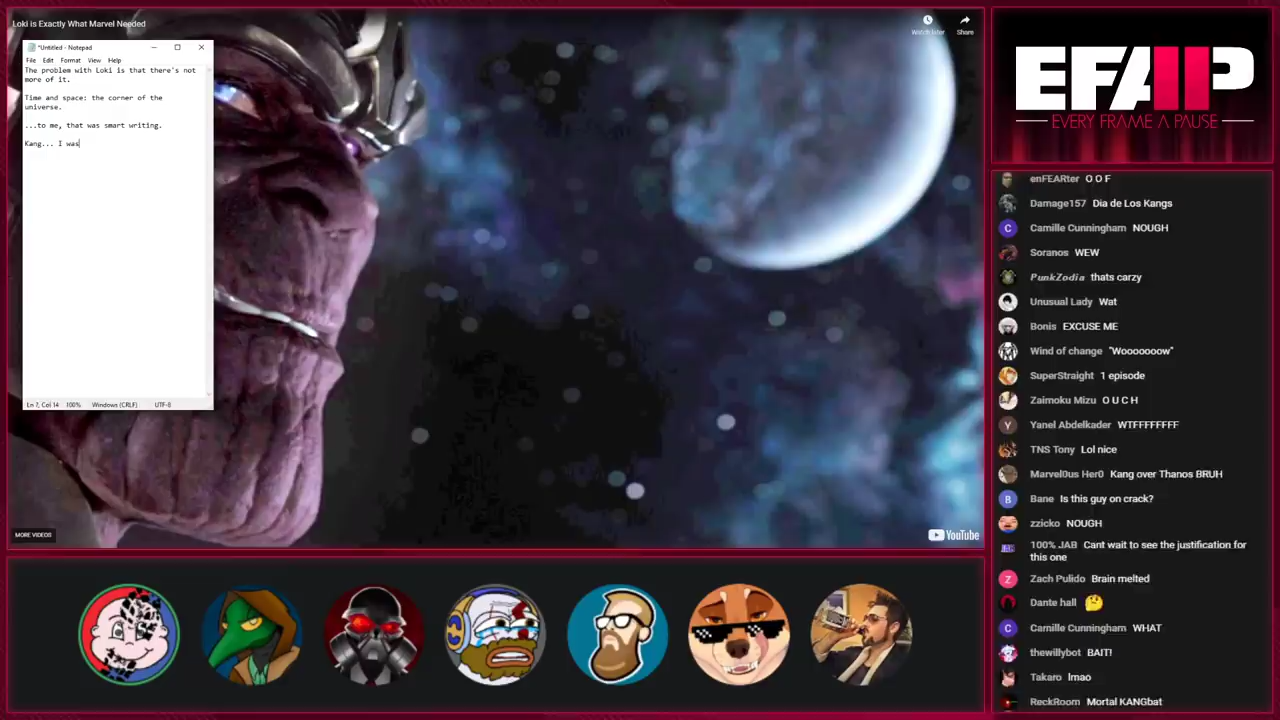 Loki is Exactly What Marvel Needed
Watch later
Share
*Untitled - Notepad
File Edit Format View Help
The problem with Loki is that there's not
more of it.
Time and space: the corner of the
universe.
...to me, that was smart writing.
Kang... I was
Ln 7, Col 14 100% Windows (CRLF) UTF-8
MORE VIDEOS
YouTube
EFAP
EVERY FRAME A PAUSE
enFEARter O O F
Damage157 Dia de Los Kangs
C Camille Cunningham NOUGH
Soranos WEW
PunkZodia thats carzy
Unusual Lady Wat
Bonis EXCUSE ME
Wind of change "Wooooooow"
SuperStraight 1 episode
Zaimoku Mizu O U C H
Y Yanel Abdelkader WTFFFFFFF
TNS Tony Lol nice
Marvel0us Her0 Kang over Thanos BRUH
B Bane Is this guy on crack?
zzicko NOUGH
100% JAB Cant wait to see the justification for
this one
Z Zach Pulido Brain melted
Dante hall 🤔
C Camille Cunningham WHAT
thewillybot BAIT!
Takaro lmao
ReckRoom Mortal KANGbat